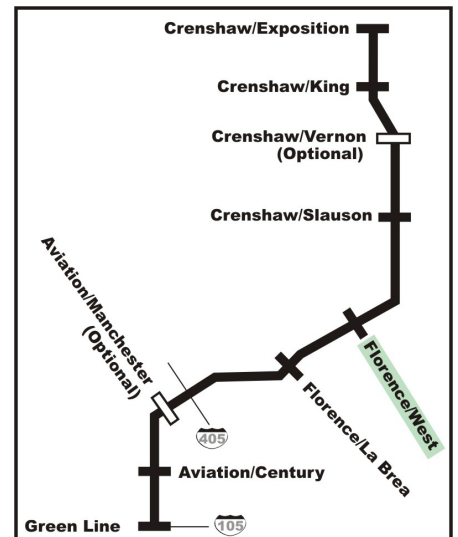 Crenshaw/Exposition
Crenshaw/King
Crenshaw/Vernon
(Optional)
Crenshaw/Slauson
Aviation/Manchester
(Optional)
Florence/West
Florence/La Brea
405
Aviation/Century
Green Line
105